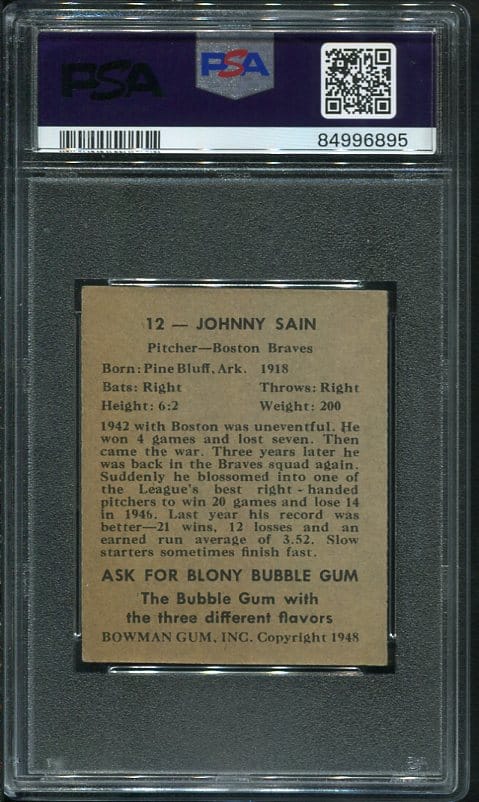 PSA
PSA
84996895
12 — JOHNNY SAIN
Pitcher—Boston Braves
Born: Pine Bluff, Ark. 1918
Bats: Right Throws: Right
Height: 6:2 Weight: 200
1942 with Boston was uneventful. He
won 4 games and lost seven. Then
came the war. Three years later he
was back in the Braves squad again.
Suddenly he blossomed into one of
the League's best right - handed
pitchers to win 20 games and lose 14
in 1946. Last year his record was
better—21 wins, 12 losses and an
earned run average of 3.52. Slow
starters sometimes finish fast.
ASK FOR BLONY BUBBLE GUM
The Bubble Gum with
the three different flavors
BOWMAN GUM, INC. Copyright 1948